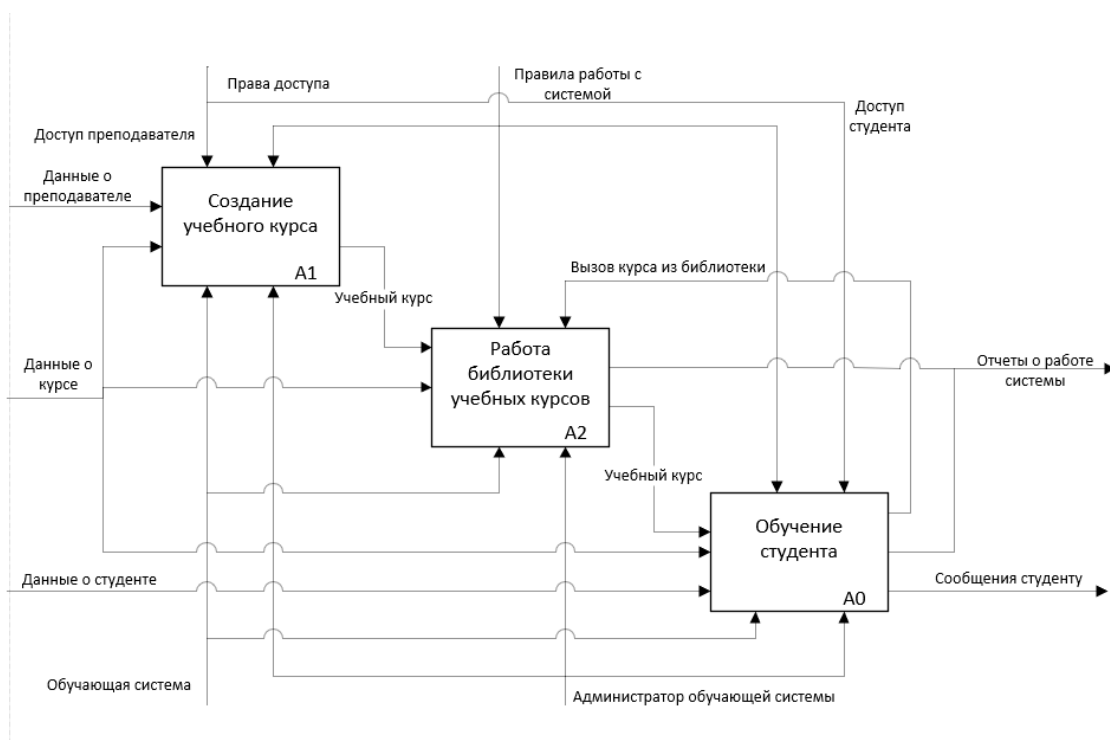 Права доступа
Правила работы с
системой
Доступ
студента
Доступ преподавателя
Данные о
преподавателе
Создание
учебного курса
A1
Вызов курса из библиотеки
Учебный курс
Данные о
курсе
Работа
библиотеки
учебных курсов
A2
Отчеты о работе
системы
Учебный курс
Обучение
студента
A0
Данные о студенте
Сообщения студенту
Обучающая система
Администратор обучающей системы